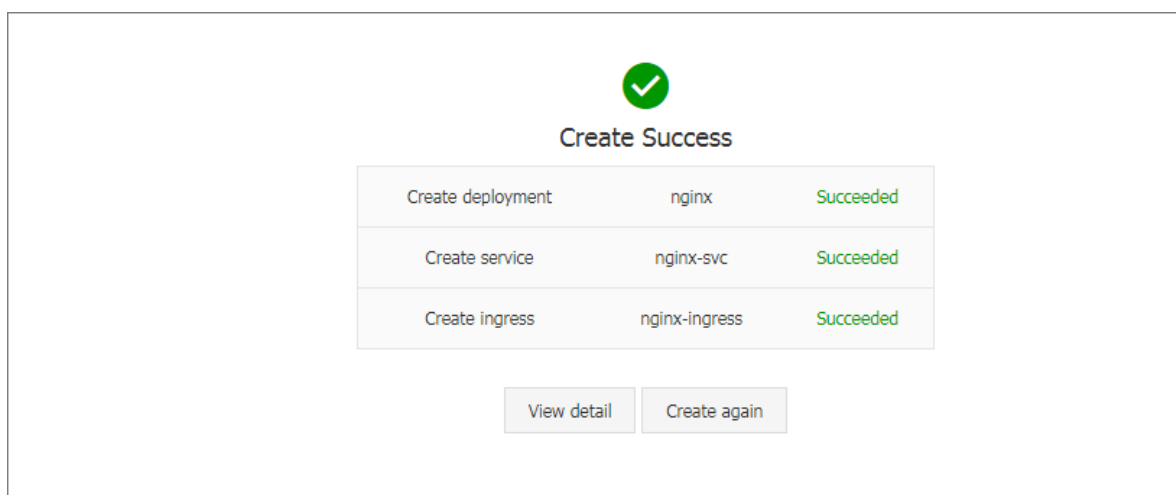 Create Success
Create deployment nginx Succeeded
Create service nginx-svc Succeeded
Create ingress nginx-ingress Succeeded
View detail Create again